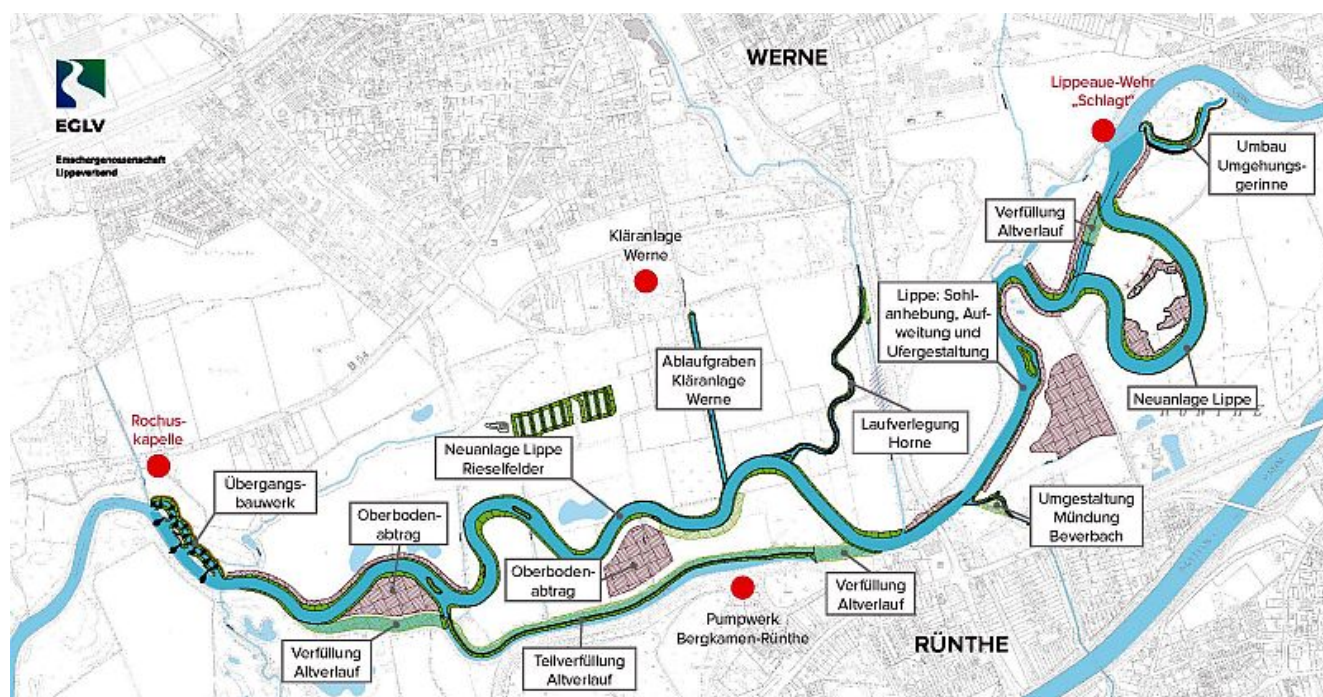 EGLV
Emschergenossenschaft
Lippeverband
WERNE
Lippeaue-Wehr
„Schlagt"
Umbau
Umgehungs-
gerinne
Verfüllung
Altverlauf
Kläranlage
Werne
Lippe: Sohl-
anhebung, Auf-
weitung und
Ufergestaltung
Ablaufgraben
Kläranlage
Werne
Neuanlage Lippe
Laufverlegung
Horne
B 54
Rochus-
kapelle
Neuanlage Lippe
Rieselfelder
Übergangs-
bauwerk
Oberboden-
abtrag
Umgestaltung
Mündung
Beverbach
Oberboden-
abtrag
Verfüllung
Altverlauf
Pumpwerk
Bergkamen-Rünthe
RÜNTHE
Verfüllung
Altverlauf
Teilverfüllung
Altverlauf